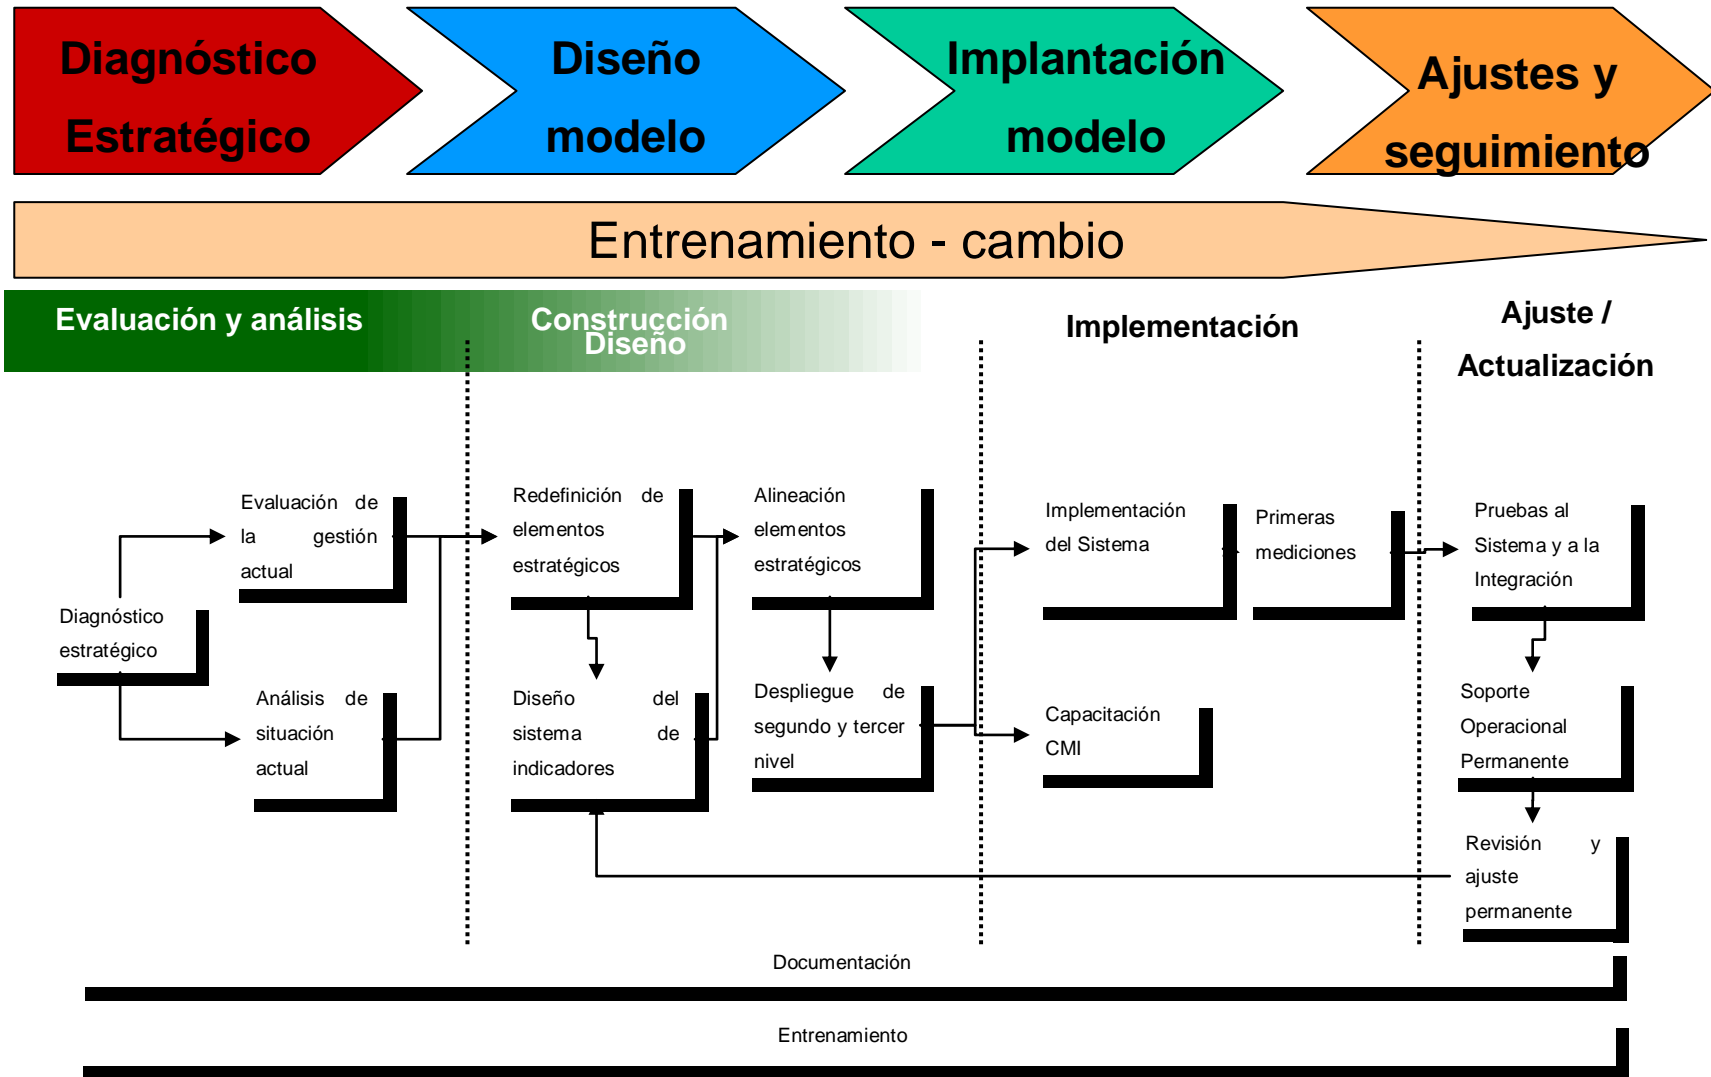 Diagnóstico
Estratégico
Diseño
modelo
Implantación
modelo
Ajustes y
seguimiento
Entrenamiento - cambio
Evaluación y análisis
Construcción
Diseño
Implementación
Ajuste /
Actualización
Diagnóstico
estratégico
Evaluación de
la gestión
actual
Análisis de
situación
actual
Redefinición de
elementos
estratégicos
Diseño del
sistema de
indicadores
Alineación
elementos
estratégicos
Despliegue de
segundo y tercer
nivel
Implementación
del Sistema
Primeras
mediciones
Capacitación
CMI
Pruebas al
Sistema y a la
Integración
Soporte
Operacional
Permanente
Revisión y
ajuste
permanente
Documentación
Entrenamiento